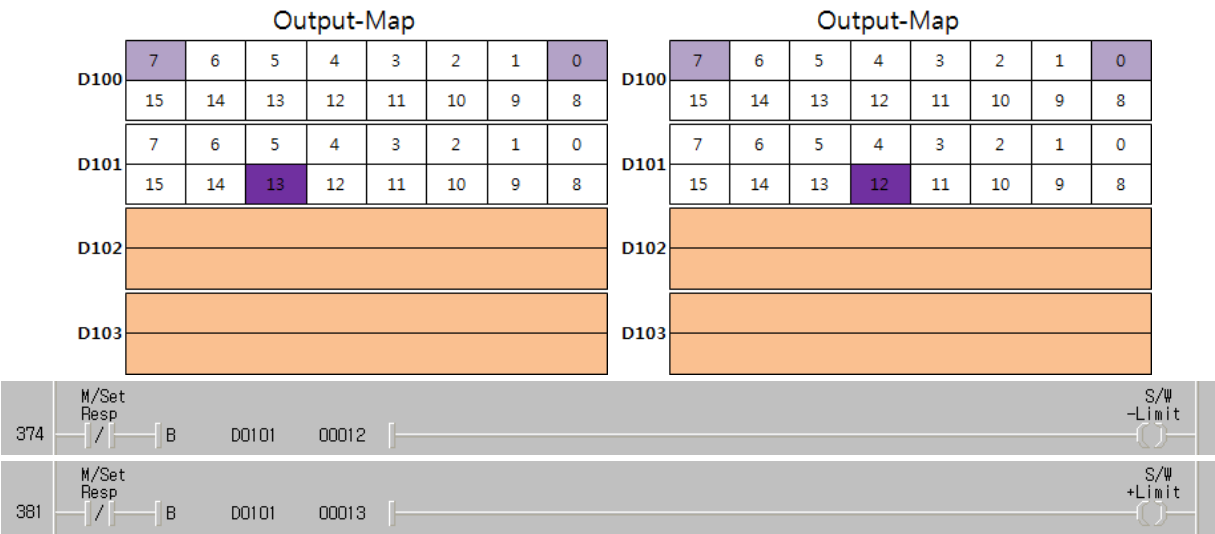 Output-Map Output-Map
D100 7 6 5 4 3 2 1 0 D100 7 6 5 4 3 2 1 0
15 14 13 12 11 10 9 8 15 14 13 12 11 10 9 8
D101 7 6 5 4 3 2 1 0 D101 7 6 5 4 3 2 1 0
15 14 13 12 11 10 9 8 15 14 13 12 11 10 9 8
D102 D102
D103 D103
M/Set S/W
Resp -Limit
374 B D0101 00012
M/Set S/W
Resp +Limit
381 B D0101 00013